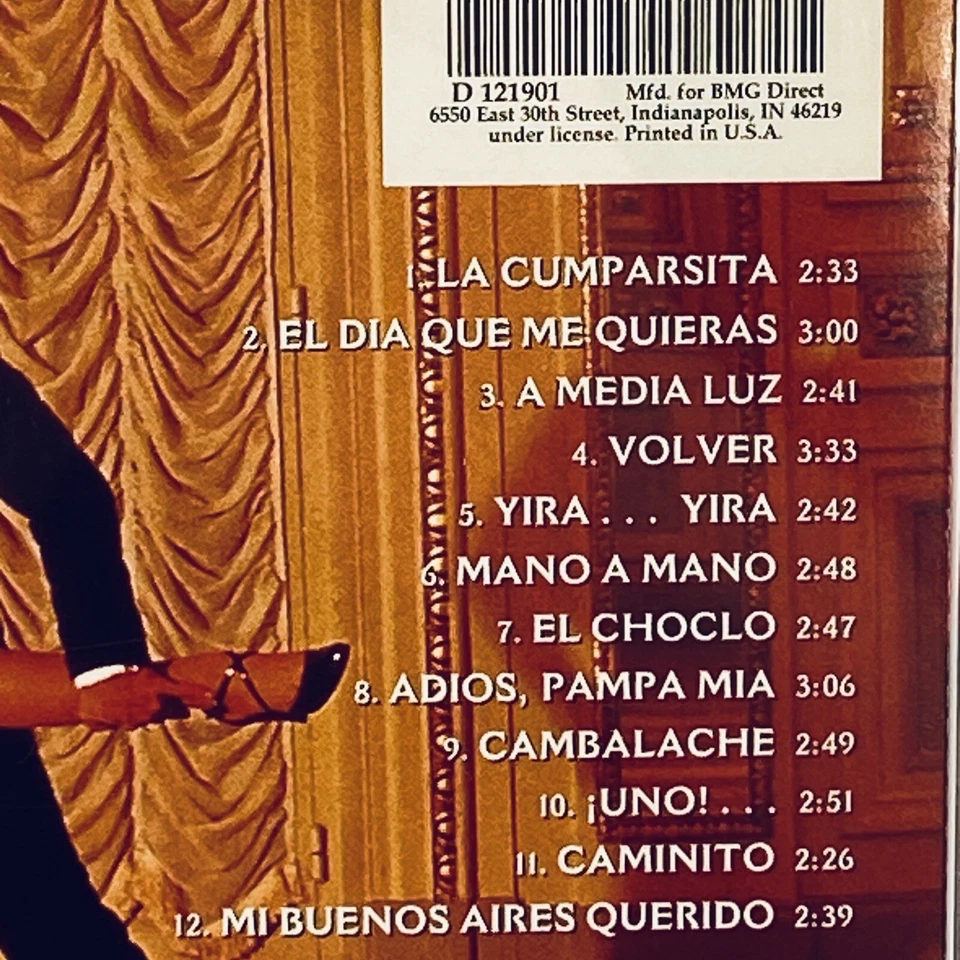 D 121901 Mfd. for BMG Direct
6550 East 30th Street, Indianapolis, IN 46219
under license. Printed in U.S.A.
1. LA CUMPARSITA 2:33
2. EL DIA QUE ME QUIERAS 3:00
3. A MEDIA LUZ 2:41
4. VOLVER 3:33
5. YIRA . . . YIRA 2:42
6. MANO A MANO 2:48
7. EL CHOCLO 2:47
8. ADIOS, PAMPA MIA 3:06
9. CAMBALACHE 2:49
10. ¡UNO! . . . 2:51
11. CAMINITO 2:26
12. MI BUENOS AIRES QUERIDO 2:39